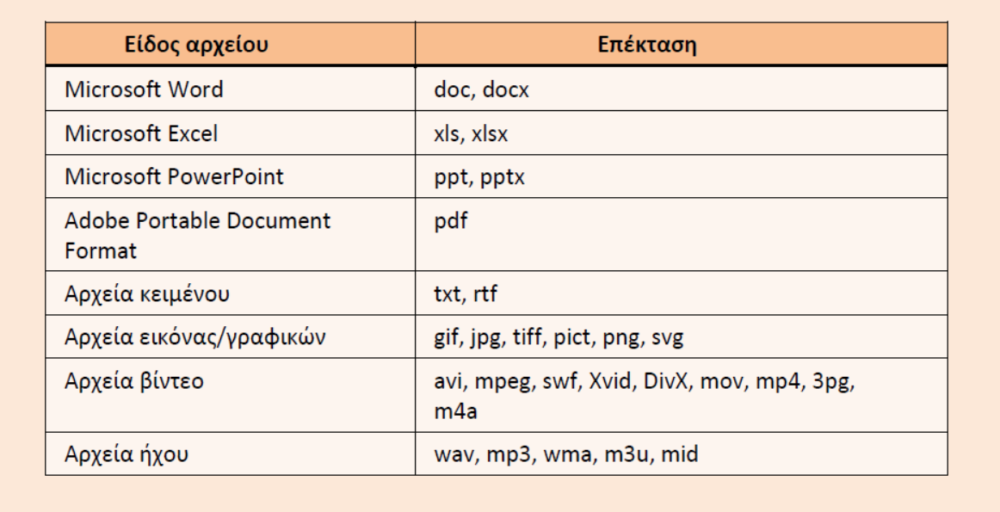 Είδος αρχείου Επέκταση
Microsoft Word doc, docx
Microsoft Excel xls, xlsx
Microsoft PowerPoint ppt, pptx
Adobe Portable Document pdf
Format
Αρχεία κειμένου txt, rtf
Αρχεία εικόνας/γραφικών gif, jpg, tiff, pict, png, svg
Αρχεία βίντεο avi, mpeg, swf, Xvid, DivX, mov, mp4, 3pg,
m4a
Αρχεία ήχου wav, mp3, wma, m3u, mid